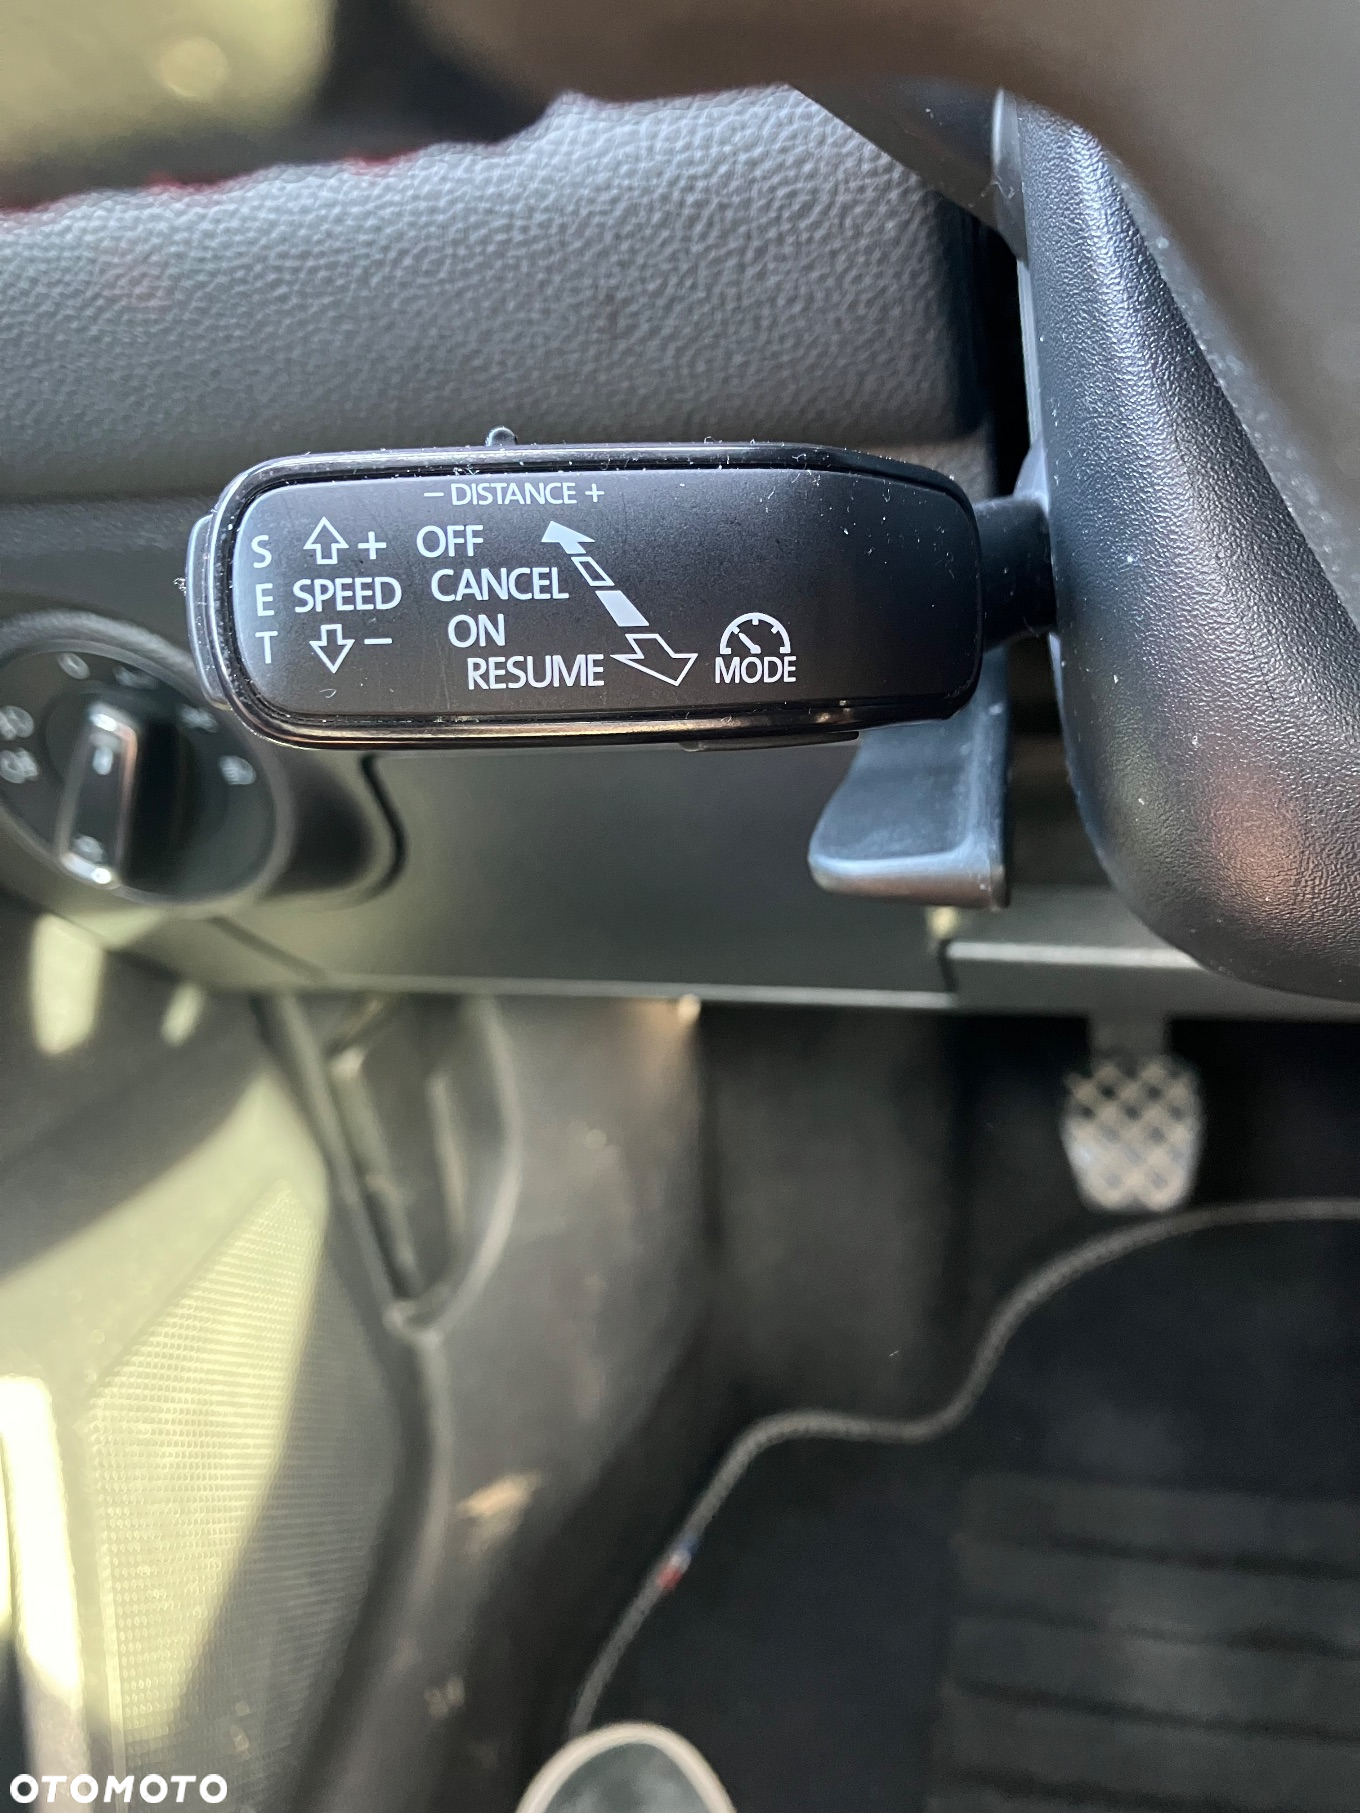 - DISTANCE +
S + OFF
E SPEED CANCEL
T - ON
RESUME MODE
OTOMOTO